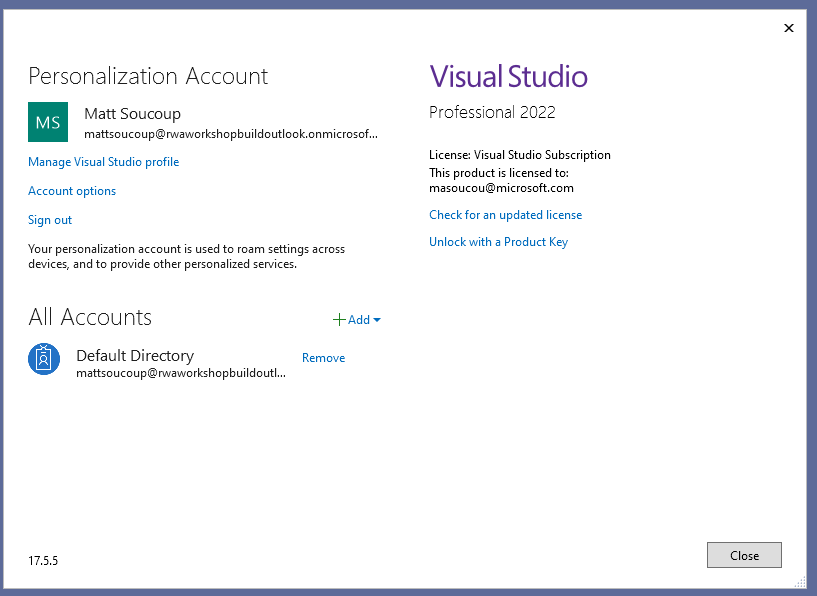 Personalization Account
MS
Matt Soucoup
mattsoucoup@rwaworkshopbuildoutlook.onmicrosof...
Manage Visual Studio profile
Account options
Sign out
Your personalization account is used to roam settings across
devices, and to provide other personalized services.
All Accounts
Add
Default Directory
Remove
mattsoucoup@rwaworkshopbuildoutl...
17.5.5
Visual Studio
Professional 2022
License: Visual Studio Subscription
This product is licensed to:
masoucou@microsoft.com
Check for an updated license
Unlock with a Product Key
Close